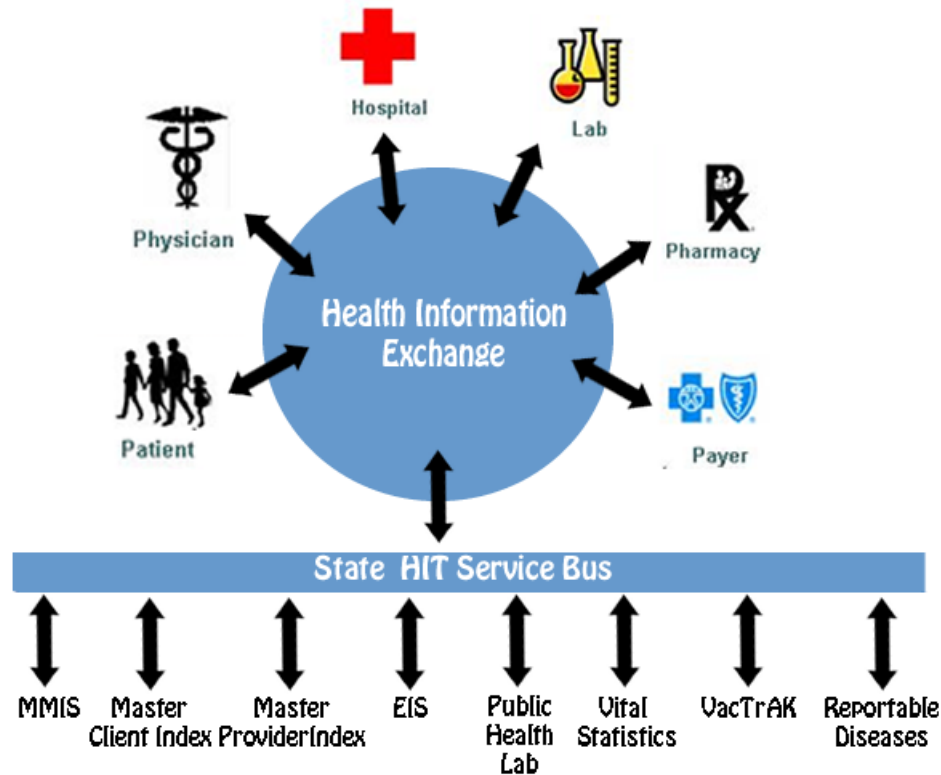 Hospital
Lab
Physician
Pharmacy
Health Information
Exchange
Patient
Payer
State HIT Service Bus
MMIS
Master
Client Index
Master
ProviderIndex
EIS
Public
Health
Lab
Vital
Statistics
VacTrAK
Reportable
Diseases